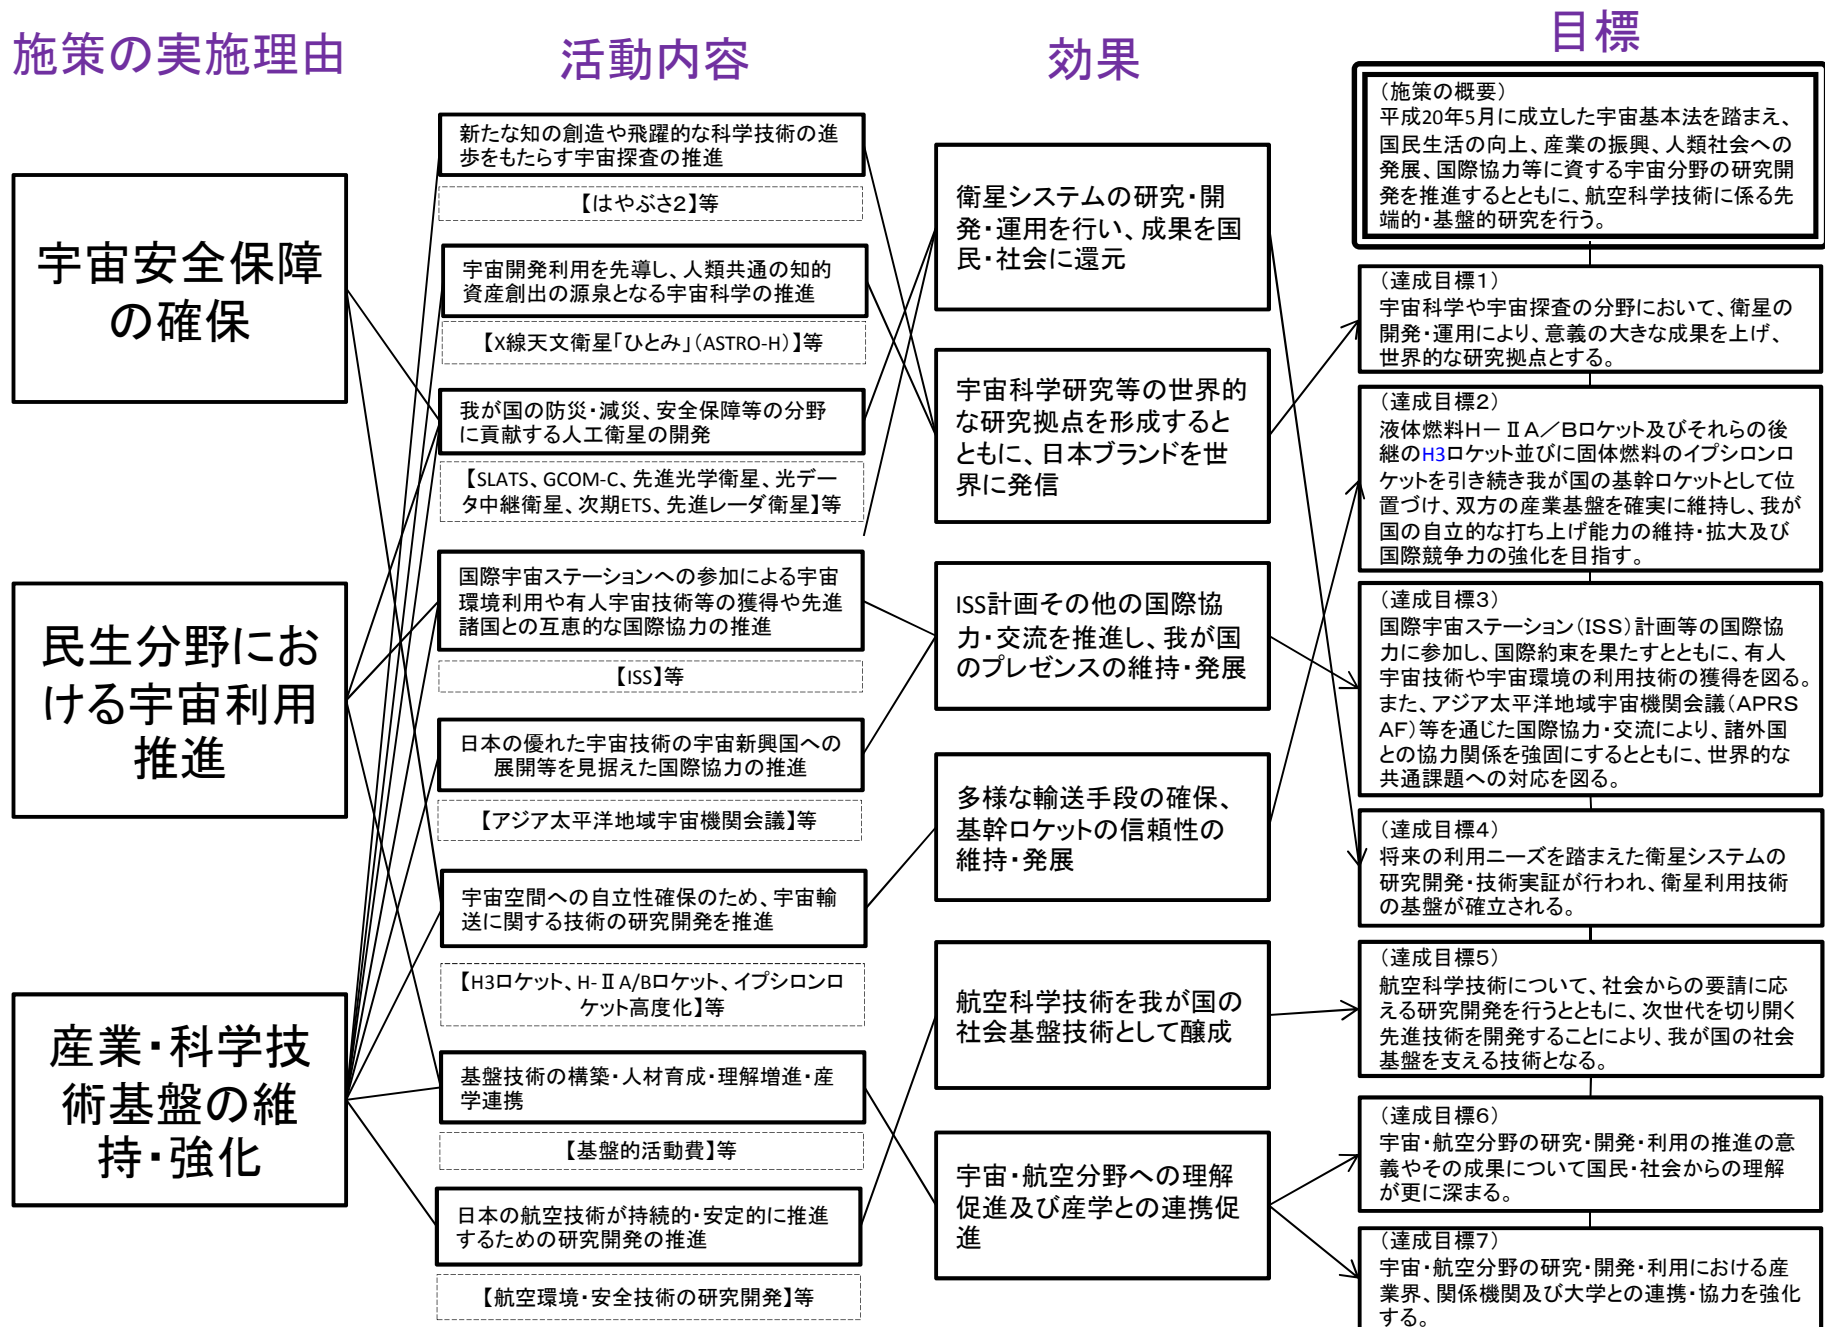 施策の実施理由
宇宙安全保障
の確保
民生分野にお
ける宇宙利用
推進
産業・科学技
術基盤の維
持・強化
活動内容
新たな知の創造や飛躍的な科学技術の進
歩をもたらす宇宙探査の推進
【はやぶさ2】等
宇宙開発利用を先導し、人類共通の知的
資産創出の源泉となる宇宙科学の推進
【X線天文衛星「ひとみ」（ASTRO-H）】等
我が国の防災・減災、安全保障等の分野
に貢献する人工衛星の開発
【SLATS、GCOM-C、先進光学衛星、光デー
タ中継衛星、次期ETS、先進レーダ衛星】等
国際宇宙ステーションへの参加による宇宙
環境利用や有人宇宙技術等の獲得や先進
諸国との互恵的な国際協力の推進
【ISS】等
日本の優れた宇宙技術の宇宙新興国への
展開等を見据えた国際協力の推進
【アジア太平洋地域宇宙機関会議】等
宇宙空間への自立性確保のため、宇宙輸
送に関する技術の研究開発を推進
【H3ロケット、H-ⅡA/Bロケット、イプシロンロ
ケット高度化】等
基盤技術の構築・人材育成・理解増進・産
学連携
【基盤的活動費】等
日本の航空技術が持続的・安定的に推進
するための研究開発の推進
【航空環境・安全技術の研究開発】等
効果
衛星システムの研究・開
発・運用を行い、成果を国
民・社会に還元
宇宙科学研究等の世界的
な研究拠点を形成すると
ともに、日本ブランドを世
界に発信
ISS計画その他の国際協
力・交流を推進し、我が国
のプレゼンスの維持・発展
多様な輸送手段の確保、
基幹ロケットの信頼性の
維持・発展
航空科学技術を我が国の
社会基盤技術として醸成
宇宙・航空分野への理解
促進及び産学との連携促
進
目標
（施策の概要）
平成20年5月に成立した宇宙基本法を踏まえ、
国民生活の向上、産業の振興、人類社会への
発展、国際協力等に資する宇宙分野の研究開
発を推進するとともに、航空科学技術に係る先
端的・基盤的研究を行う。
（達成目標1）
宇宙科学や宇宙探査の分野において、衛星の
開発・運用により、意義の大きな成果を上げ、
世界的な研究拠点とする。
（達成目標2）
液体燃料H－ⅡA／Bロケット及びそれらの後
継のH3ロケット並びに固体燃料のイプシロンロ
ケットを引き続き我が国の基幹ロケットとして位
置づけ、双方の産業基盤を確実に維持し、我が
国の自立的な打ち上げ能力の維持・拡大及び
国際競争力の強化を目指す。
（達成目標3）
国際宇宙ステーション（ISS）計画等の国際協
力に参加し、国際約束を果たすとともに、有人
宇宙技術や宇宙環境の利用技術の獲得を図る。
また、アジア太平洋地域宇宙機関会議（APRS
AF）等を通じた国際協力・交流により、諸外国
との協力関係を強固にするとともに、世界的な
共通課題への対応を図る。
（達成目標4）
将来の利用ニーズを踏まえた衛星システムの
研究開発・技術実証が行われ、衛星利用技術
の基盤が確立される。
（達成目標5）
航空科学技術について、社会からの要請に応
える研究開発を行うとともに、次世代を切り開く
先進技術を開発することにより、我が国の社会
基盤を支える技術となる。
（達成目標6）
宇宙・航空分野の研究・開発・利用の推進の意
義やその成果について国民・社会からの理解
が更に深まる。
（達成目標7）
宇宙・航空分野の研究・開発・利用における産
業界、関係機関及び大学との連携・協力を強化
する。